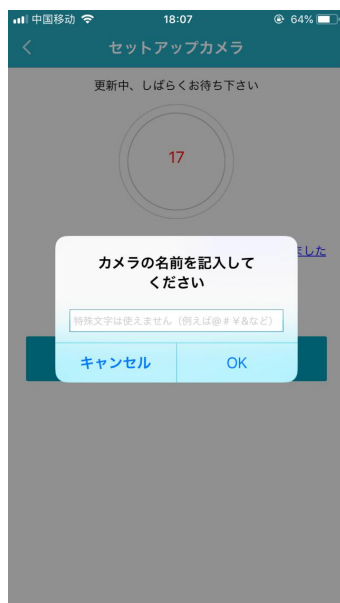 中国移动 18:07 64%
セットアップカメラ
更新中、しばらくお待ち下さい
17
ました
カメラの名前を記入して
ください
特殊文字は使えません（例えば@#￥&など）
キャンセル OK